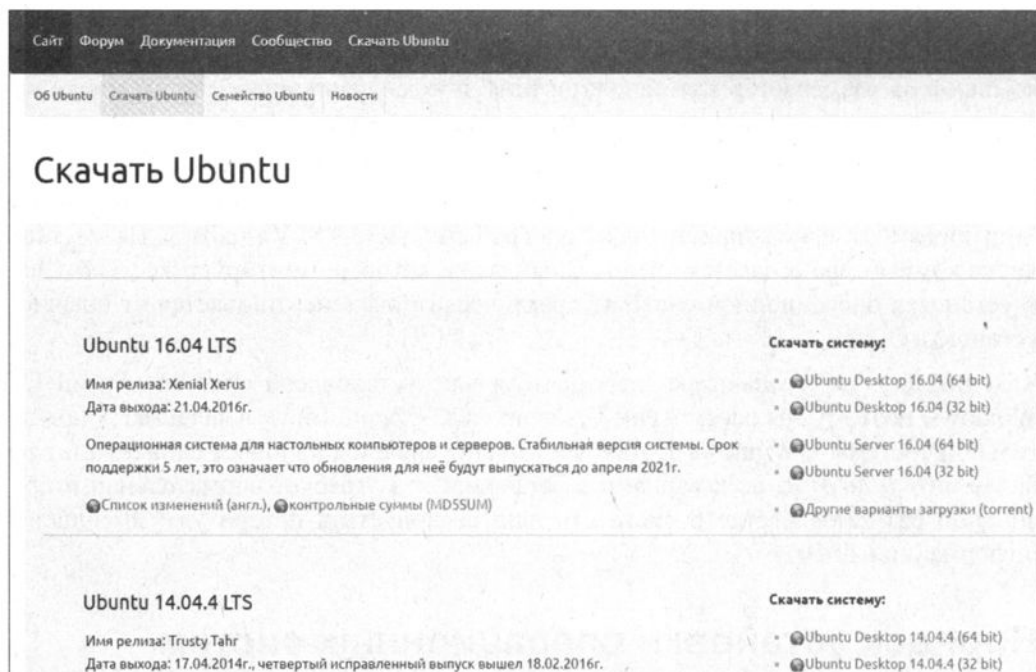 Сайт Форум Документация Сообщество Скачать Ubuntu
Об Ubuntu Скачать Ubuntu Семейство Ubuntu Новости
Скачать Ubuntu
Ubuntu 16.04 LTS
Имя релиза: Xenial Xerus
Дата выхода: 21.04.2016г.
Операционная система для настольных компьютеров и серверов. Стабильная версия системы. Срок
поддержки 5 лет, это означает что обновления для неё будут выпускаться до апреля 2021г.
Список изменений (англ.), контрольные суммы (MD5SUM)
Скачать систему:
Ubuntu Desktop 16.04 (64 bit)
Ubuntu Desktop 16.04 (32 bit)
Ubuntu Server 16.04 (64 bit)
Ubuntu Server 16.04 (32 bit)
Другие варианты загрузки (torrent)
Ubuntu 14.04.4 LTS
Имя релиза: Trusty Tahr
Дата выхода: 17.04.2014г., четвертый исправленный выпуск вышел 18.02.2016г.
Скачать систему:
Ubuntu Desktop 14.04.4 (64 bit)
Ubuntu Desktop 14.04.4 (32 bit)